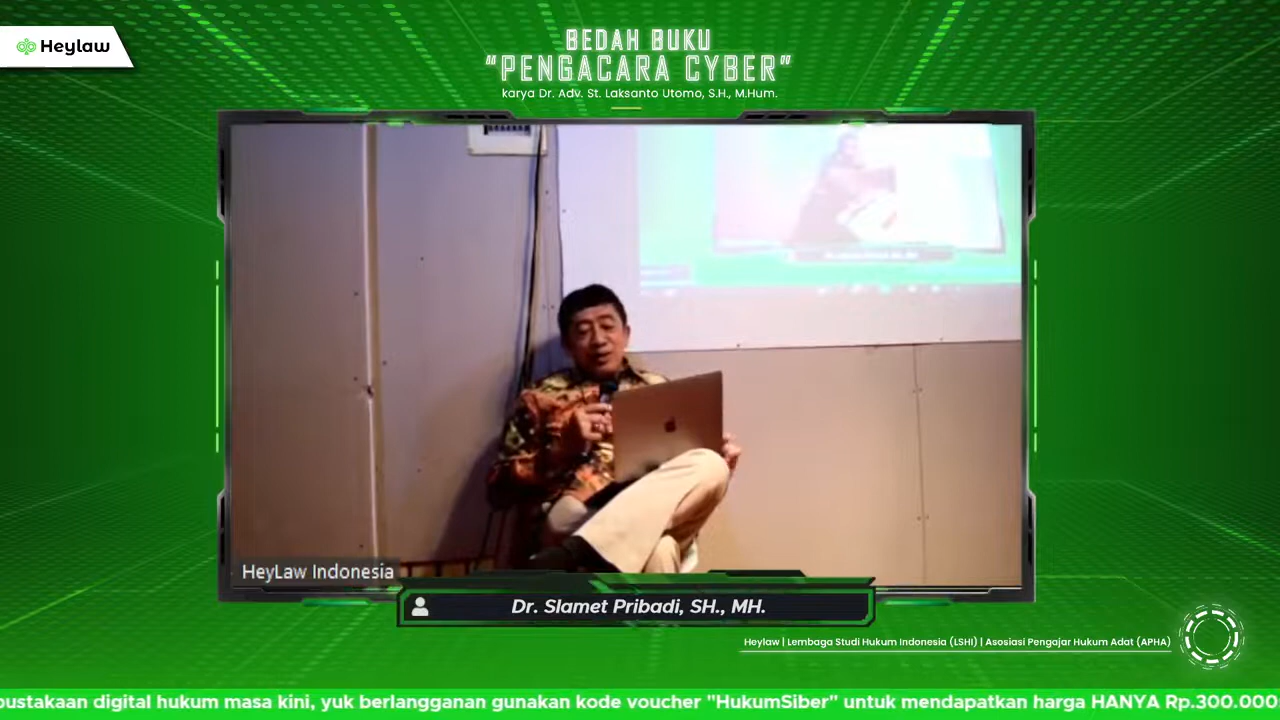 Heylaw
BEDAH BUKU
"PENGACARA CYBER"
karya Dr. Adv. St. Laksanto Utomo, S.H., M.Hum.
HeyLaw Indonesia
Dr. Slamet Pribadi, SH., MH.
Heylaw | Lembaga Studi Hukum Indonesia (LSHI) | Asosiasi Pengajar Hukum Adat (APHA)
pustakaan digital hukum masa kini, yuk berlangganan gunakan kode voucher "HukumSiber" untuk mendapatkan harga HANYA Rp.300.000